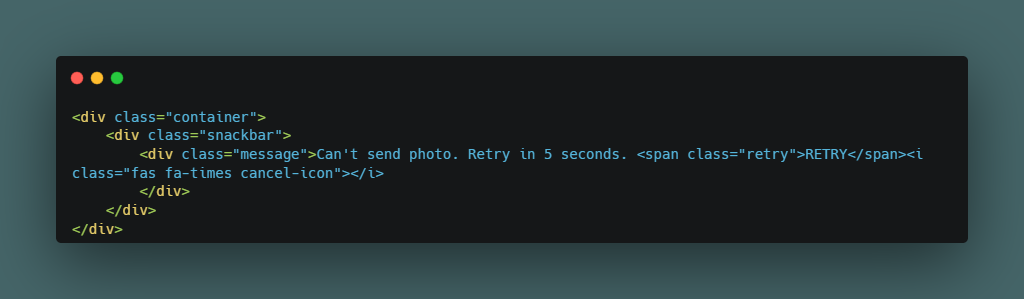 <div class="container">
    <div class="snackbar">
        <div class="message">Can't send photo. Retry in 5 seconds. <span class="retry">RETRY</span><i
class="fas fa-times cancel-icon"></i>
        </div>
    </div>
</div>